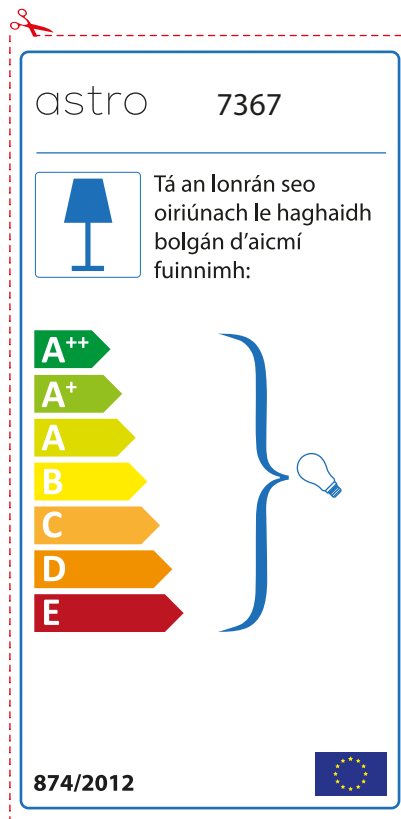 astro 7367
Tá an lonrán seo
oiriúnach le haghaidh
bolgán d'aicmí
fuinnimh:
A++
A+
A
B
C
D
E
874/2012